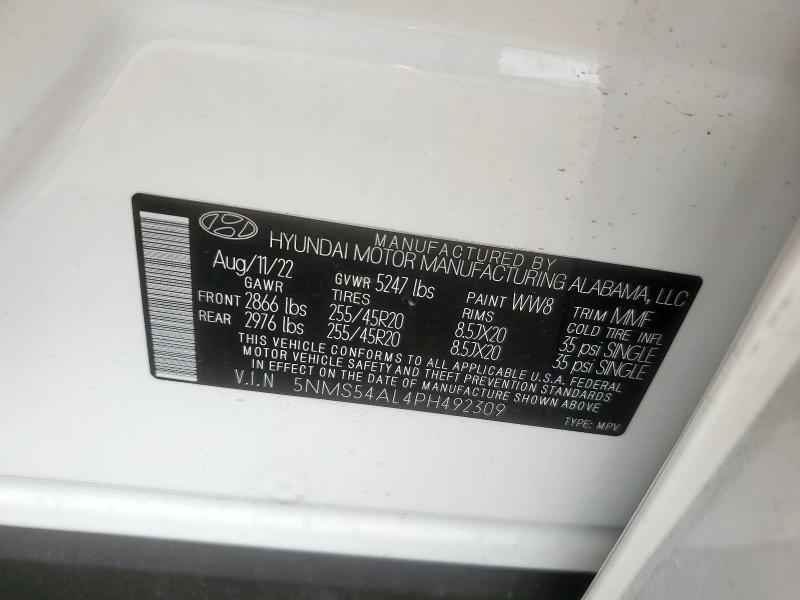 MANUFACTURED BY
HYUNDAI MOTOR MANUFACTURING ALABAMA, LLC
Aug/11/22 GVWR 5247 lbs PAINT WW8 TRIM MMF
GAWR TIRES RIMS COLD TIRE INFL
FRONT 2866 lbs 255/45R20 8.5JX20 35 psi SINGLE
REAR 2976 lbs 255/45R20 8.5JX20 35 psi SINGLE
THIS VEHICLE CONFORMS TO ALL APPLICABLE U.S.A. FEDERAL
MOTOR VEHICLE SAFETY AND THEFT PREVENTION STANDARDS
IN EFFECT ON THE DATE OF MANUFACTURE SHOWN ABOVE
V.I.N 5NMS54AL4PH492309
TYPE: MPV